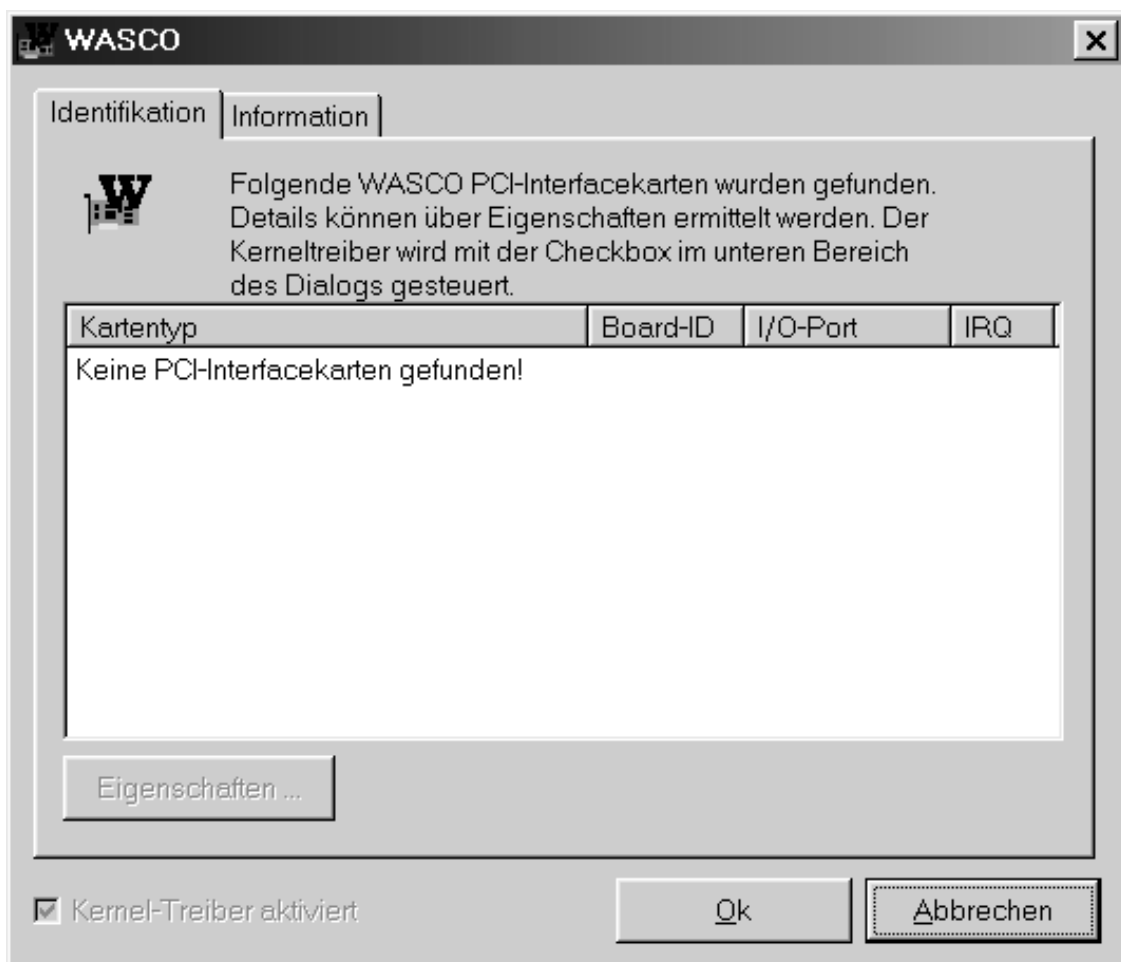 WASCO
Identifikation
Information
W
Folgende WASCO PCI-Interfacekarten wurden gefunden.
Details können über Eigenschaften ermittelt werden. Der
Kerneltreiber wird mit der Checkbox im unteren Bereich
des Dialogs gesteuert.
Kartentyp Board-ID I/O-Port IRQ
Keine PCI-Interfacekarten gefunden!
Eigenschaften ...
Kernel-Treiber aktiviert
Ok
Abbrechen